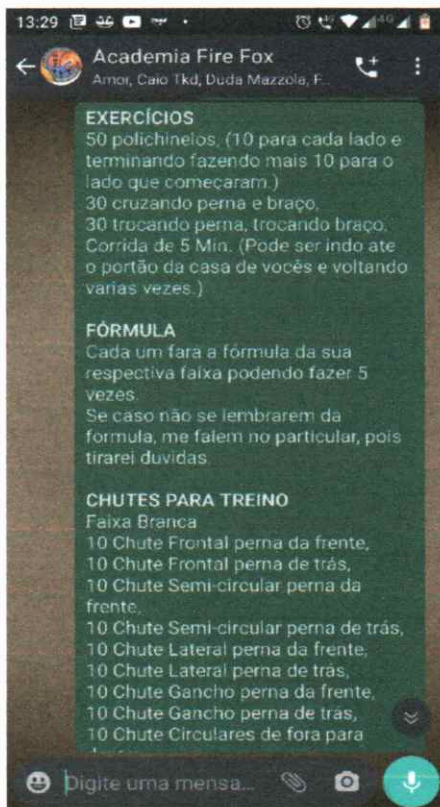 13:29
4G
Academia Fire Fox
Amor, Caio Tkd, Duda Mazzola, F...
EXERCÍCIOS
50 polichinelos, (10 para cada lado e
terminando fazendo mais 10 para o
lado que começaram.)
30 cruzando perna e braço,
30 trocando perna, trocando braço.
Corrida de 5 Min. (Pode ser indo ate
o portão da casa de vocês e voltando
varias vezes.)
FÓRMULA
Cada um fara a fórmula da sua
respectiva faixa podendo fazer 5
vezes.
Se caso não se lembrarem da
formula, me falem no particular, pois
tirarei duvidas.
CHUTES PARA TREINO
Faixa Branca
10 Chute Frontal perna da frente,
10 Chute Frontal perna de trás,
10 Chute Semi-circular perna da
frente,
10 Chute Semi-circular perna de trás,
10 Chute Lateral perna da frente,
10 Chute Lateral perna de trás,
10 Chute Gancho perna da frente,
10 Chute Gancho perna de trás,
10 Chute Circulares de fora para
Digite uma mensa...